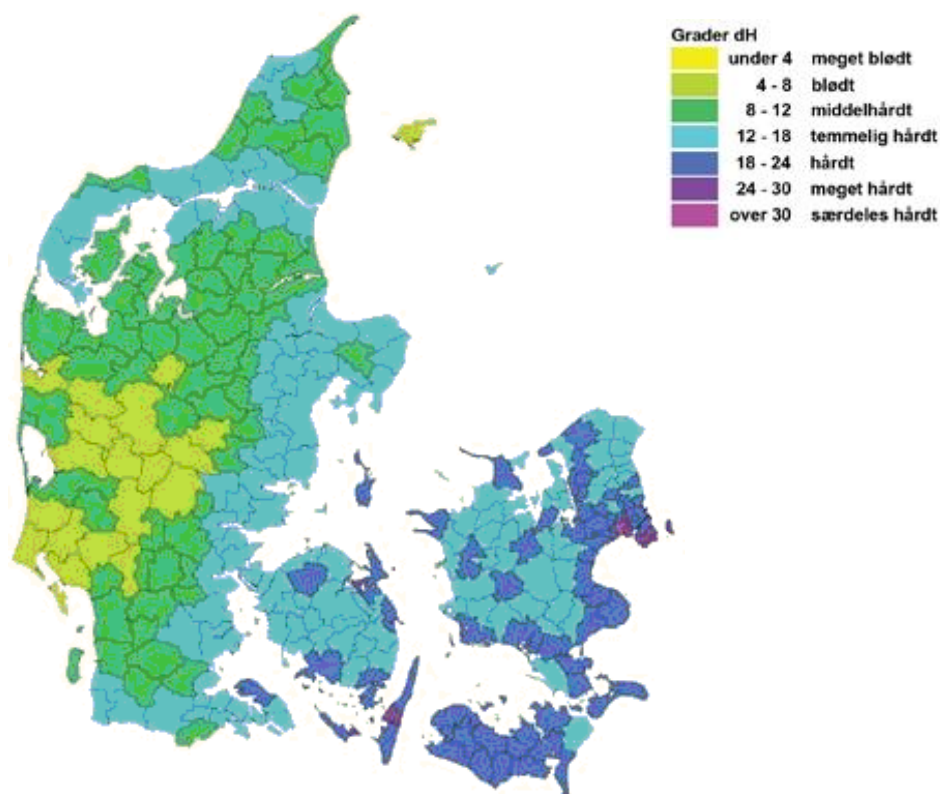 Grader dH
under 4 meget blødt
4 - 8 blødt
8 - 12 middelhårdt
12 - 18 temmelig hårdt
18 - 24 hårdt
24 - 30 meget hårdt
over 30 særdeles hårdt